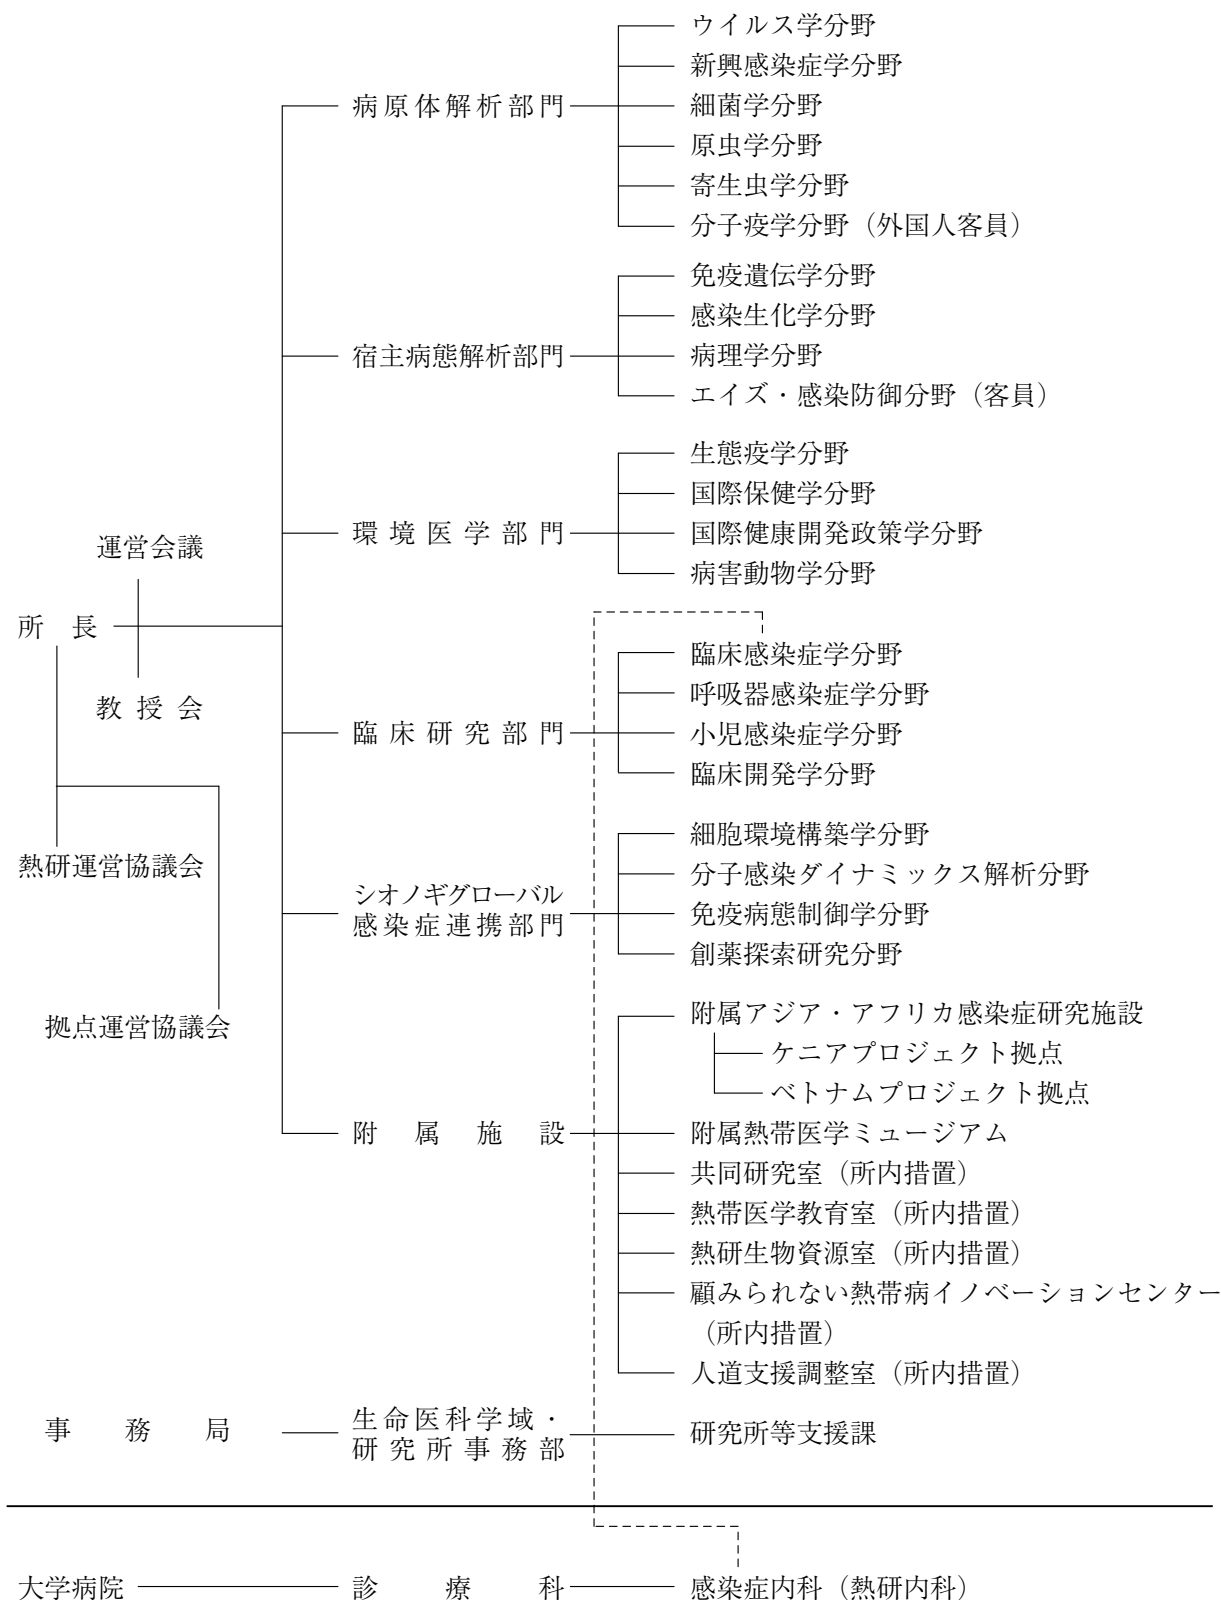 ウイルス学分野
新興感染症学分野
病原体解析部門
細菌学分野
原虫学分野
寄生虫学分野
分子疫学分野（外国人客員）
免疫遺伝学分野
感染生化学分野
宿主病態解析部門
病理学分野
エイズ・感染防御分野（客員）
生態疫学分野
国際保健学分野
環境医学部門
国際健康開発政策学分野
病害動物学分野
運営会議
所長
教授会
臨床感染症学分野
呼吸器感染症学分野
臨床研究部門
小児感染症学分野
臨床開発学分野
熱研運営協議会
拠点運営協議会
細胞環境構築学分野
分子感染ダイナミックス解析分野
シオノギグローバル
感染症連携部門
免疫病態制御学分野
創薬探索研究分野
附属アジア・アフリカ感染症研究施設
ケニアプロジェクト拠点
ベトナムプロジェクト拠点
附属施設
附属熱帯医学ミュージアム
共同研究室（所内措置）
熱帯医学教育室（所内措置）
熱研生物資源室（所内措置）
顧みられない熱帯病イノベーションセンター
（所内措置）
人道支援調整室（所内措置）
事務局
生命医科学域・
研究所事務部
研究所等支援課
大学病院
診療科
感染症内科（熱研内科）